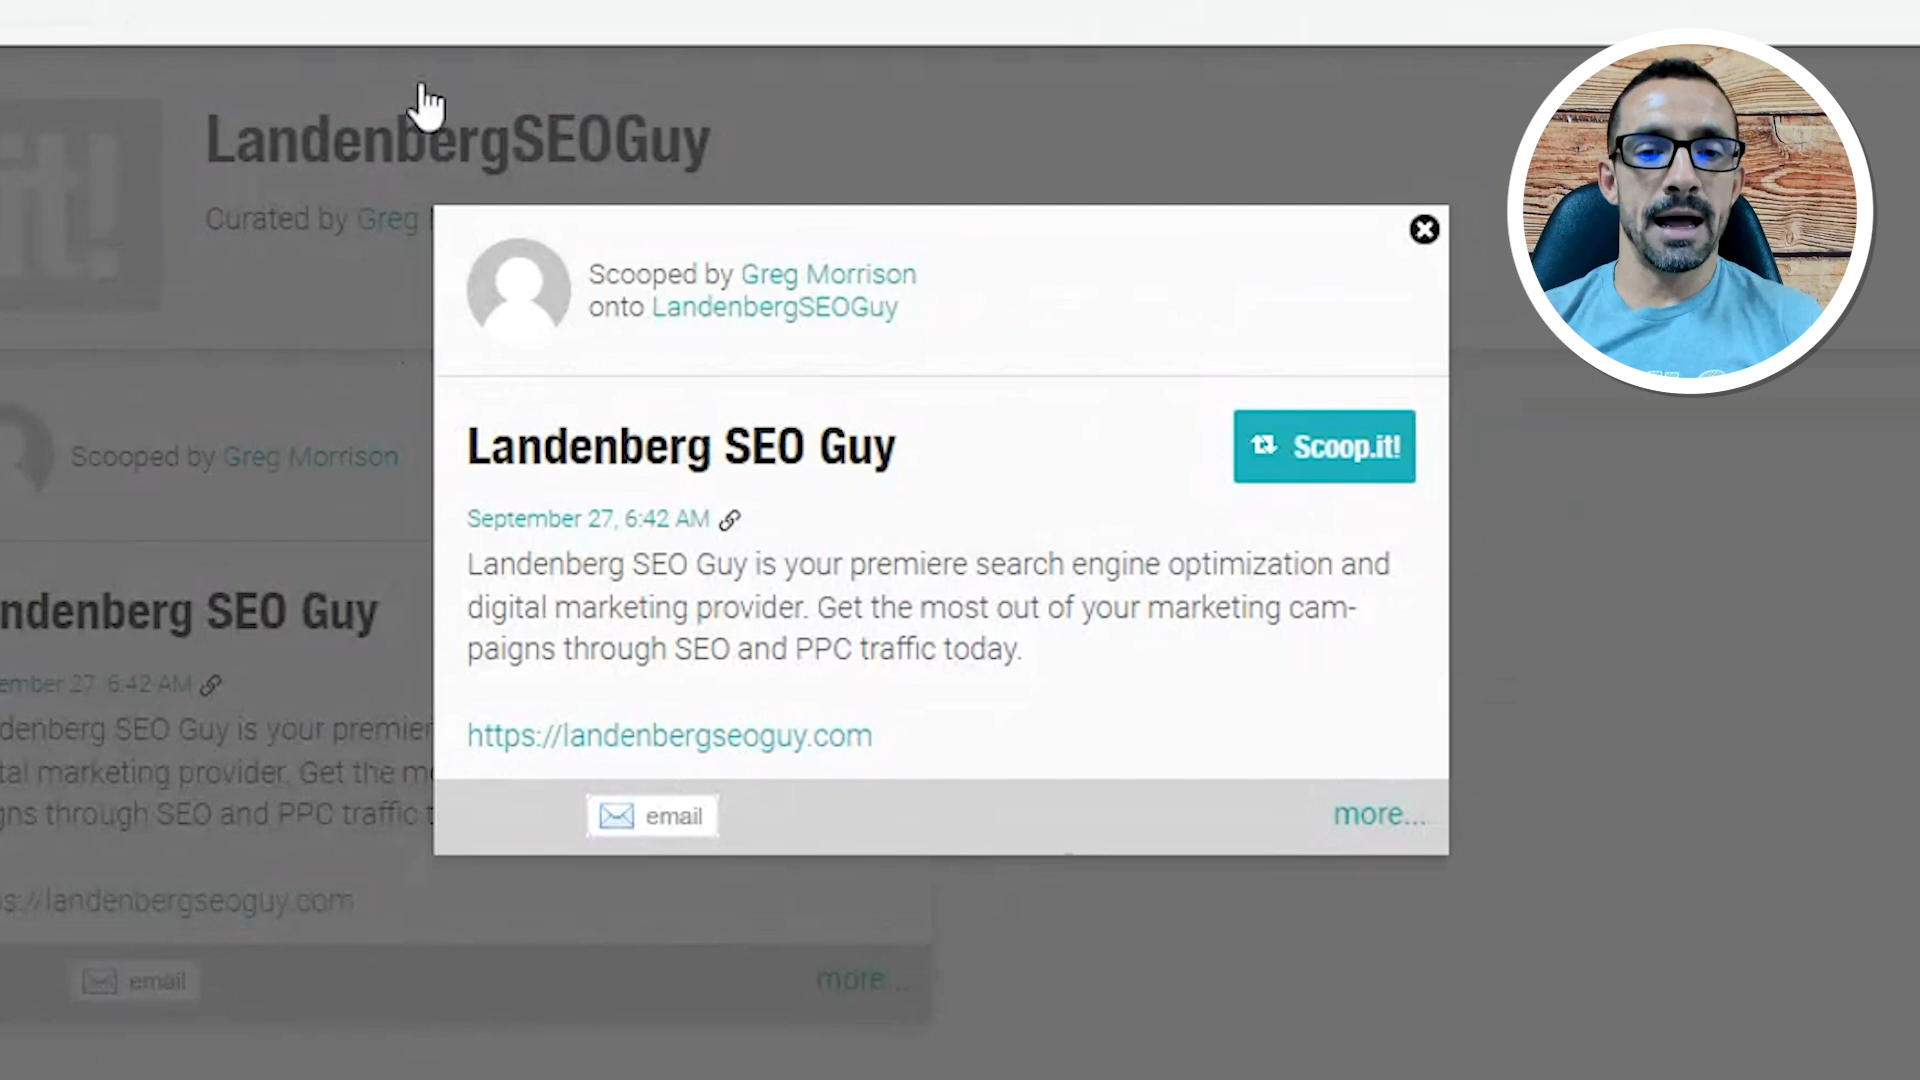 it!
LandenbergSEOGuy
Curated by Greg
Scooped by Greg Morrison
onto LandenbergSEOGuy
Landenberg SEO Guy
Scoop.it!
September 27, 6:42 AM
Landenberg SEO Guy is your premiere search engine optimization and
digital marketing provider. Get the most out of your marketing cam-
paigns through SEO and PPC traffic today.
https://landenbergseoguy.com
email
more...
Scooped by Greg Morrison
ndenberg SEO Guy
ember 27, 6:42 AM
denberg SEO Guy is your premier
tal marketing provider. Get the m
gns through SEO and PPC traffic t
s://landenbergseoguy.com
email
more...